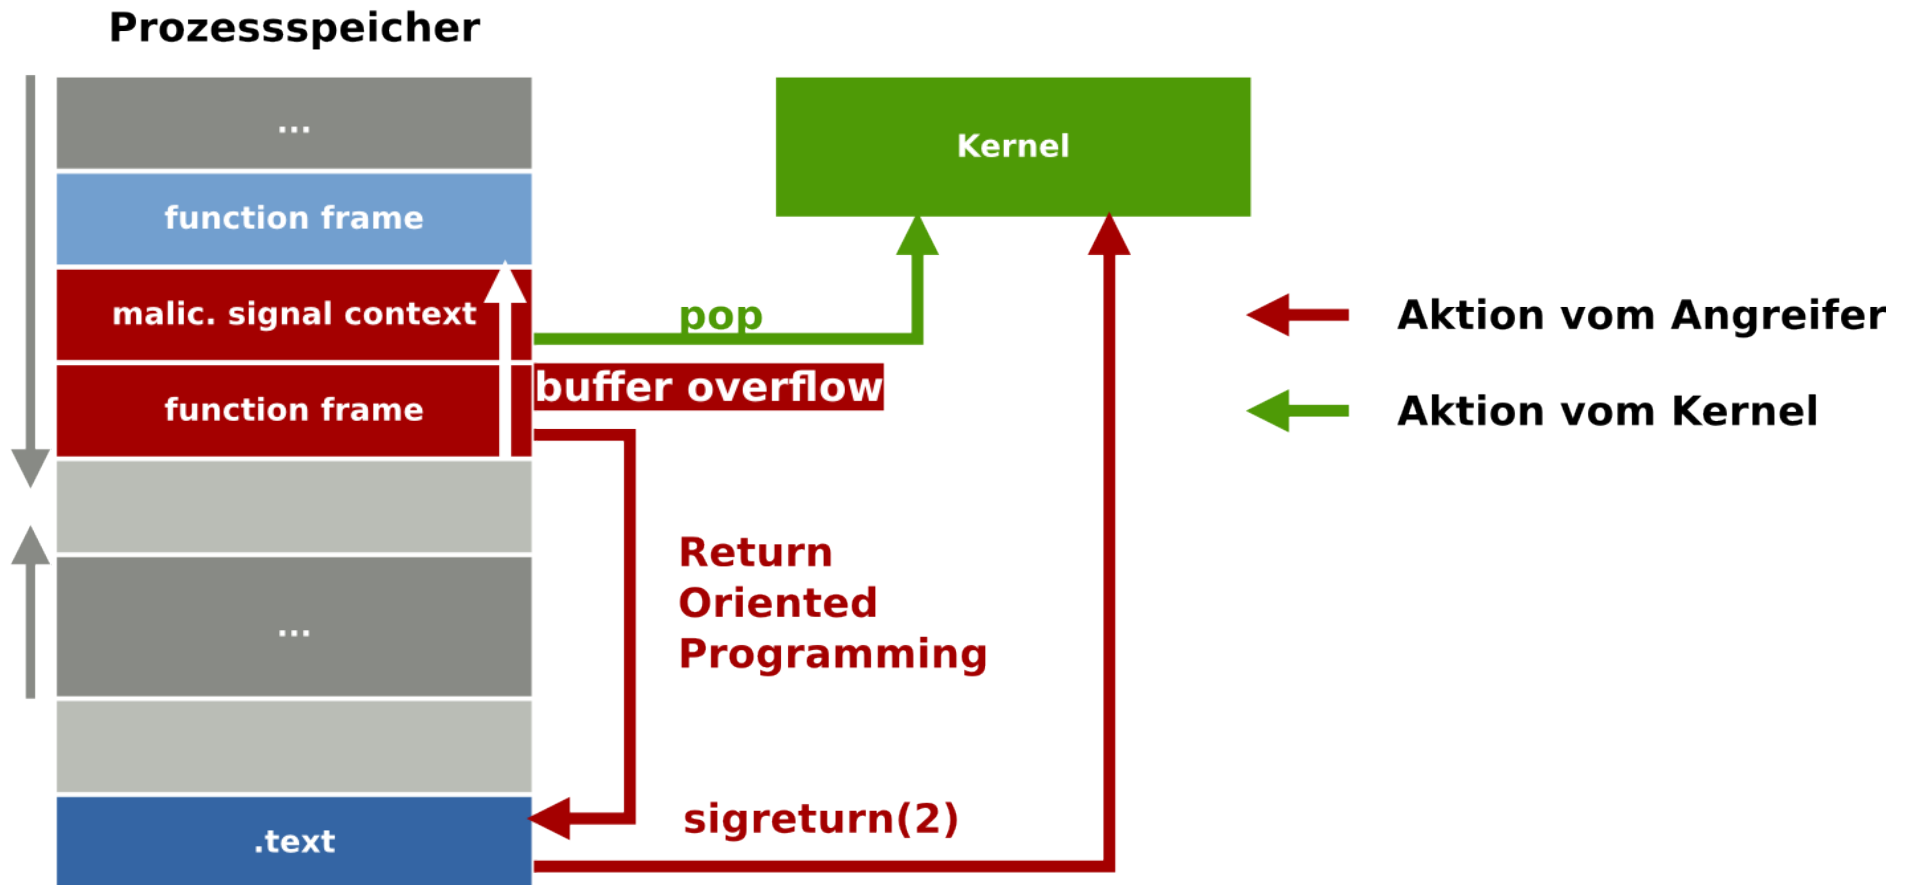 Prozessspeicher
...
Kernel
function frame
malic. signal context
pop
Aktion vom Angreifer
buffer overflow
function frame
Aktion vom Kernel
Return
Oriented
Programming
...
sigreturn(2)
.text